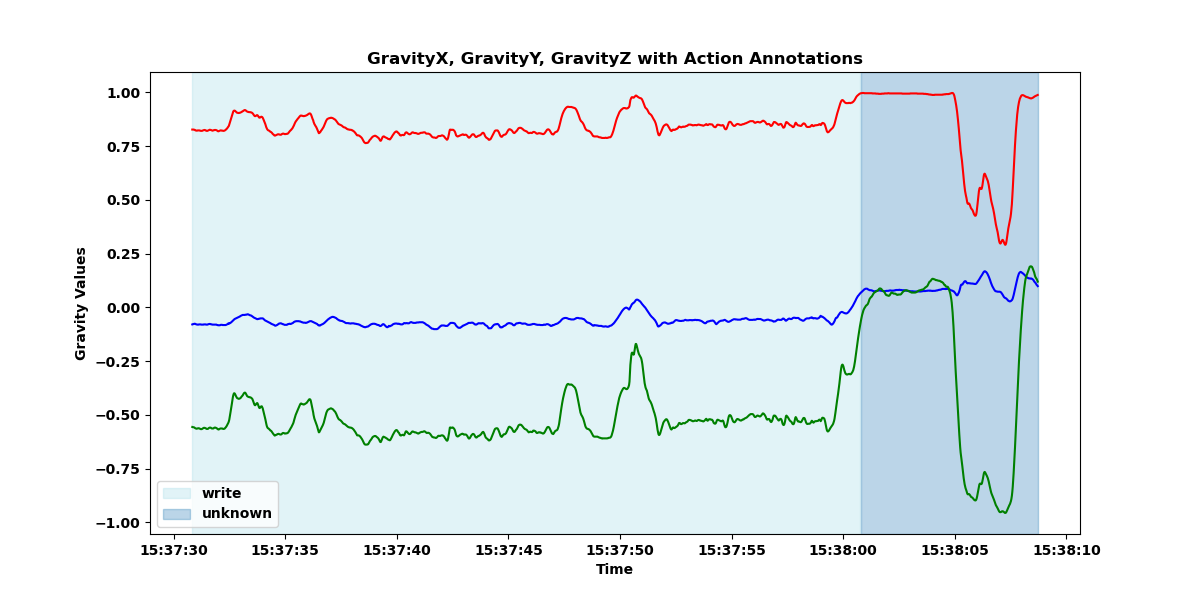 GravityX, GravityY, GravityZ with Action Annotations
1.00
0.75
0.50
0.25
0.00
−0.25
−0.50
−0.75
−1.00
Gravity Values
write
unknown
15:37:30 15:37:35 15:37:40 15:37:45 15:37:50 15:37:55 15:38:00 15:38:05 15:38:10
Time